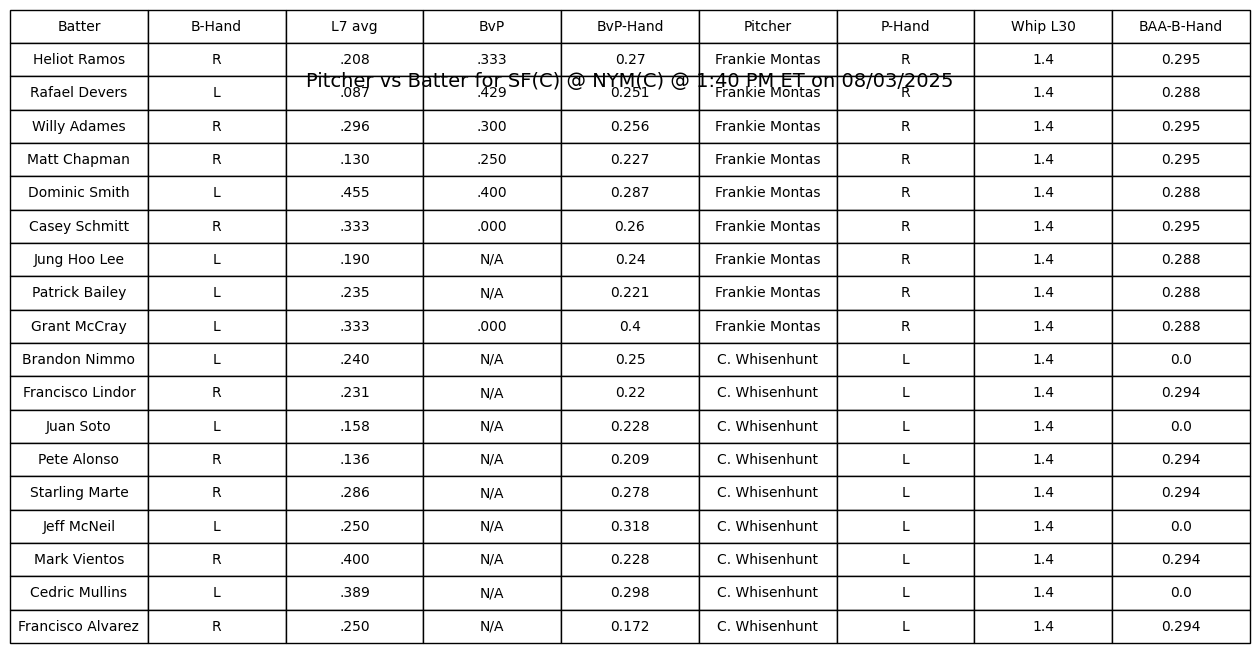 Batter B-Hand L7 avg BvP BvP-Hand Pitcher P-Hand Whip L30 BAA-B-Hand
Heliot Ramos R .208 .333 0.27 Frankie Montas R 1.4 0.295
Pitcher vs Batter for SF(C) @ NYM(C) @ 1:40 PM ET on 08/03/2025
Rafael Devers L .087 .429 0.251 Frankie Montas R 1.4 0.288
Willy Adames R .296 .300 0.256 Frankie Montas R 1.4 0.295
Matt Chapman R .130 .250 0.227 Frankie Montas R 1.4 0.295
Dominic Smith L .455 .400 0.287 Frankie Montas R 1.4 0.288
Casey Schmitt R .333 .000 0.26 Frankie Montas R 1.4 0.295
Jung Hoo Lee L .190 N/A 0.24 Frankie Montas R 1.4 0.288
Patrick Bailey L .235 N/A 0.221 Frankie Montas R 1.4 0.288
Grant McCray L .333 .000 0.4 Frankie Montas R 1.4 0.288
Brandon Nimmo L .240 N/A 0.25 C. Whisenhunt L 1.4 0.0
Francisco Lindor R .231 N/A 0.22 C. Whisenhunt L 1.4 0.294
Juan Soto L .158 N/A 0.228 C. Whisenhunt L 1.4 0.0
Pete Alonso R .136 N/A 0.209 C. Whisenhunt L 1.4 0.294
Starling Marte R .286 N/A 0.278 C. Whisenhunt L 1.4 0.294
Jeff McNeil L .250 N/A 0.318 C. Whisenhunt L 1.4 0.0
Mark Vientos R .400 N/A 0.228 C. Whisenhunt L 1.4 0.294
Cedric Mullins L .389 N/A 0.298 C. Whisenhunt L 1.4 0.0
Francisco Alvarez R .250 N/A 0.172 C. Whisenhunt L 1.4 0.294